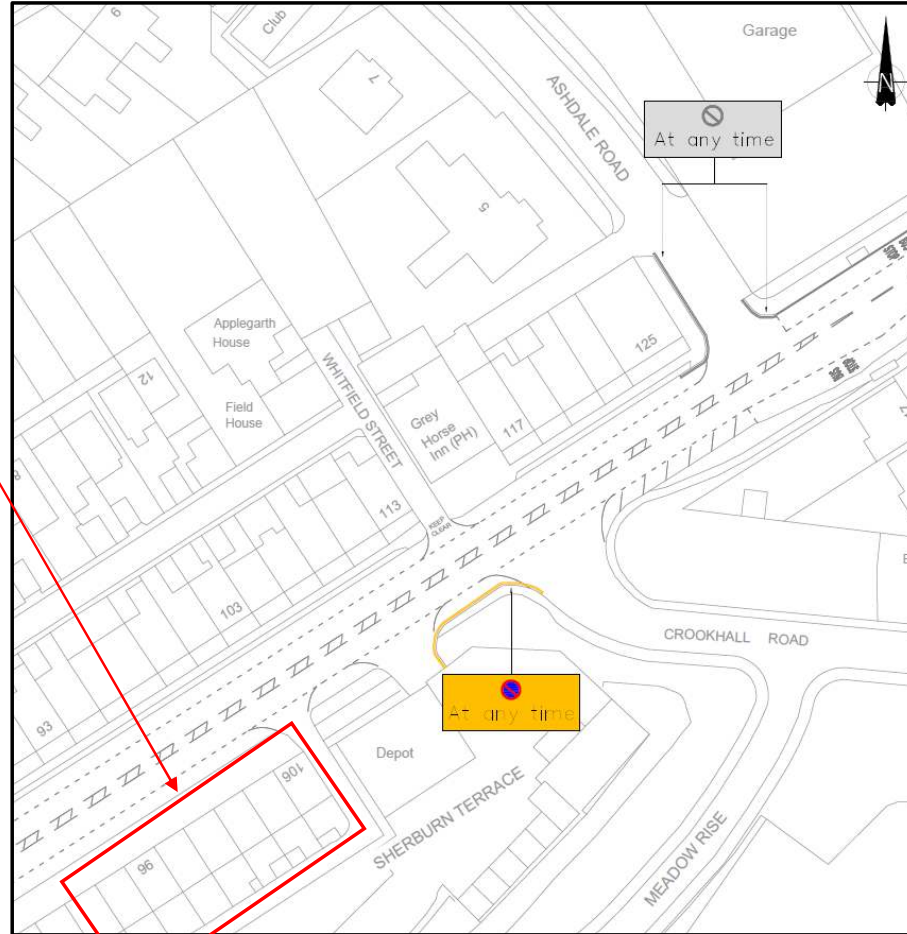 9
Club
7
Garage
N
ASHDALE ROAD
At any time
5
Applegarth
House
125
12
WHITFIELD STREET
Field
House
Grey
Horse
Inn (PH)
117
8
113
KEEP
CLEAR
103
CROOKHALL ROAD
At any time
93
Depot
106
SHERBURN TERRACE
96
MEADOW RISE